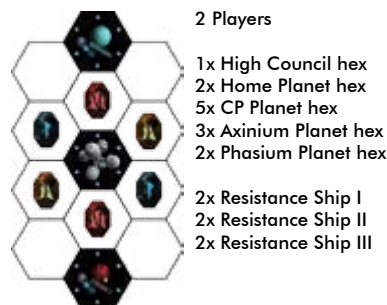 2 Players
1x High Council hex
2x Home Planet hex
5x CP Planet hex
3x Axinium Planet hex
2x Phasium Planet hex
2x Resistance Ship I
2x Resistance Ship II
2x Resistance Ship III